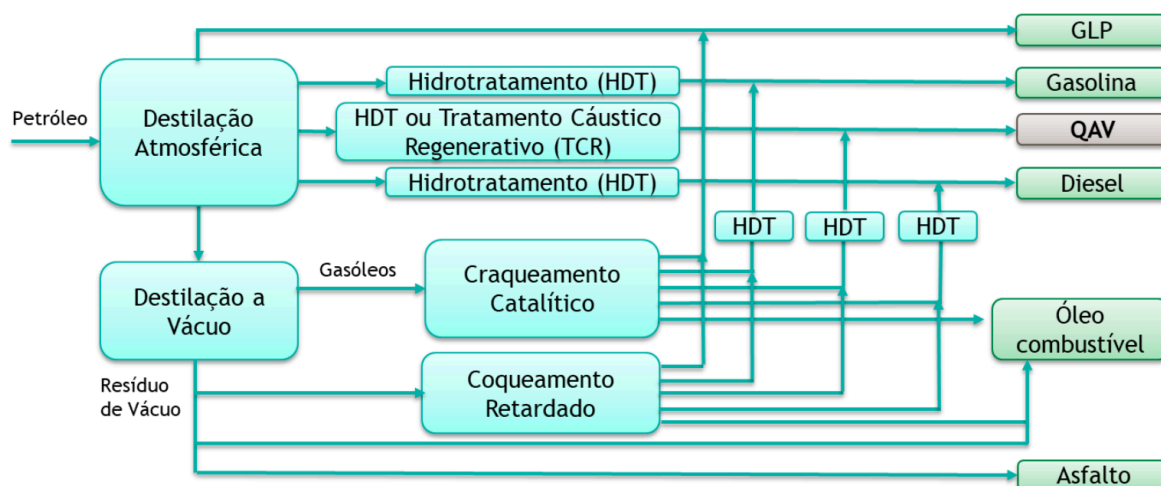 GLP
Petróleo
Destilação
Atmosférica
Hidrotratamento (HDT)
Gasolina
HDT ou Tratamento Cáustico
Regenerativo (TCR)
QAV
Hidrotratamento (HDT)
Diesel
HDT
HDT
HDT
Destilação a
Vácuo
Gasóleos
Craqueamento
Catalítico
Óleo
combustível
Resíduo
de Vácuo
Coqueamento
Retardado
Asfalto